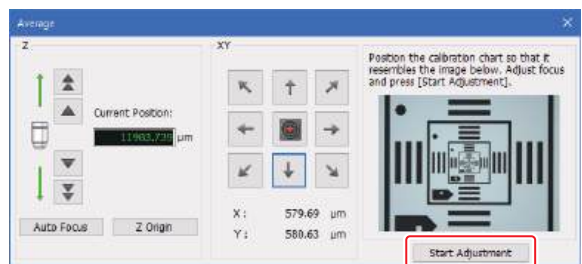 Average
Z
Current Position:
11903.739 µm
Auto Focus
Z Origin
XY
X: 579.69 µm
Y: 580.63 µm
Position the calibration chart so that it
resembles the image below. Adjust focus
and press [Start Adjustment].
Start Adjustment